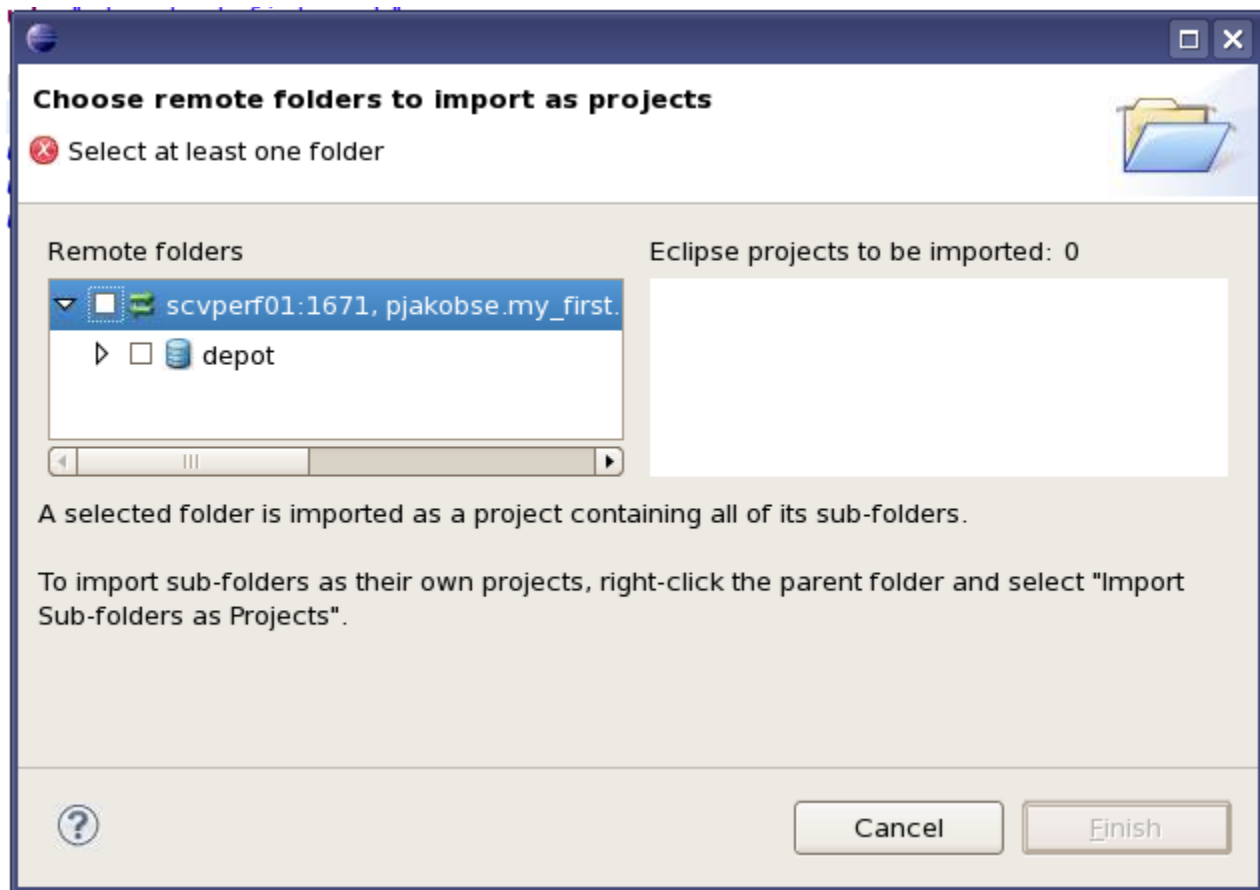 Choose remote folders to import as projects
Select at least one folder
Remote folders
Eclipse projects to be imported: 0
scvperf01:1671, pjakobse.my_first.
depot
A selected folder is imported as a project containing all of its sub-folders.
To import sub-folders as their own projects, right-click the parent folder and select "Import
Sub-folders as Projects".
Cancel
Finish